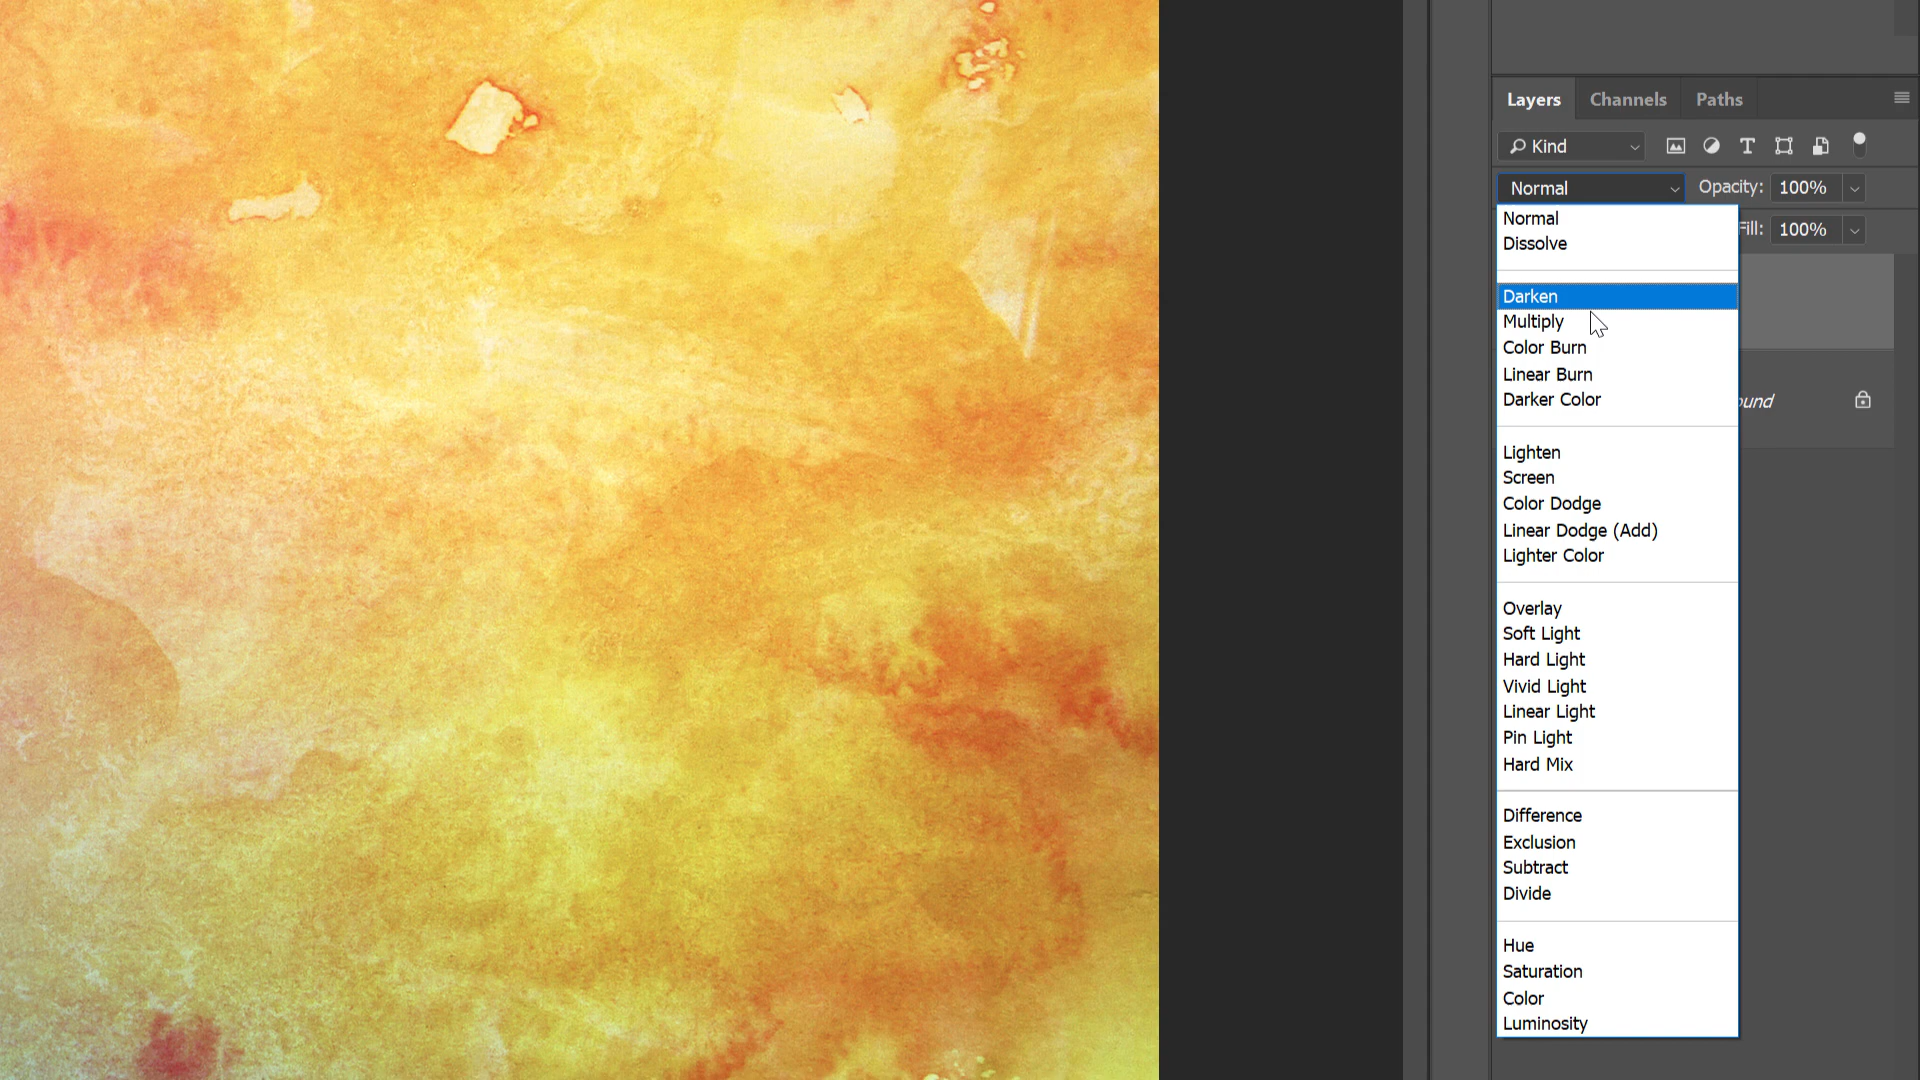 Layers Channels Paths
Kind
Normal Opacity: 100%
Fill: 100%
Normal
Dissolve
Darken
Multiply
Color Burn
Linear Burn
Darker Color
Lighten
Screen
Color Dodge
Linear Dodge (Add)
Lighter Color
Overlay
Soft Light
Hard Light
Vivid Light
Linear Light
Pin Light
Hard Mix
Difference
Exclusion
Subtract
Divide
Hue
Saturation
Color
Luminosity